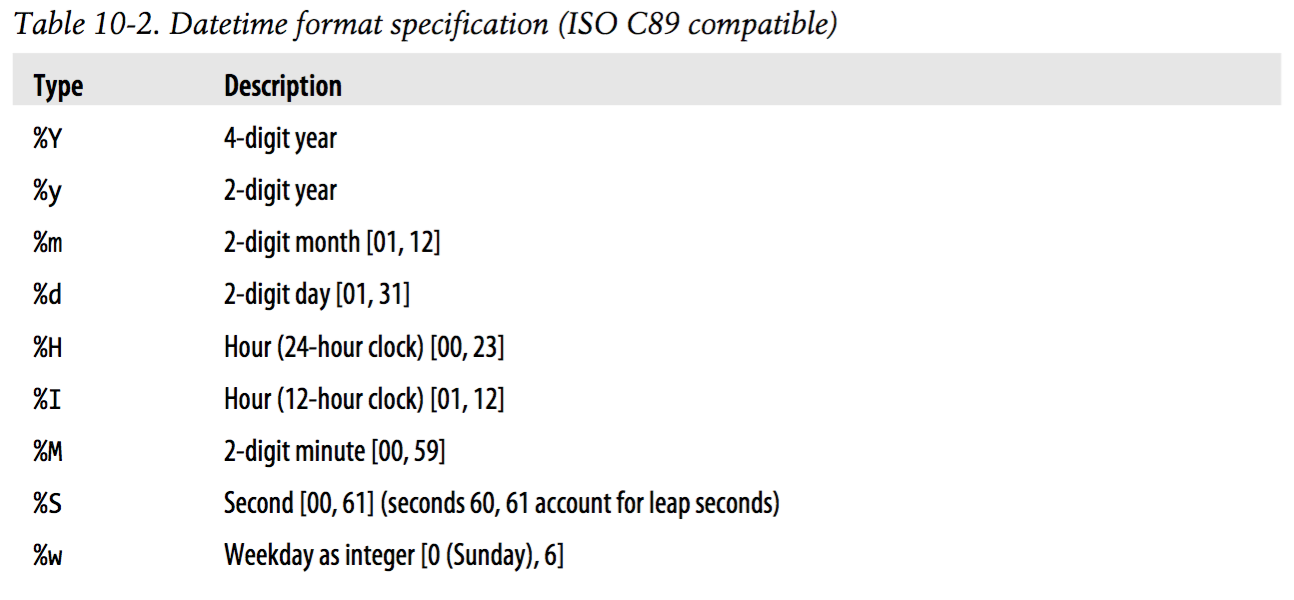 Table 10-2. Datetime format specification (ISO C89 compatible)
Type Description
%Y 4-digit year
%y 2-digit year
%m 2-digit month [01, 12]
%d 2-digit day [01, 31]
%H Hour (24-hour clock) [00, 23]
%I Hour (12-hour clock) [01, 12]
%M 2-digit minute [00, 59]
%S Second [00, 61] (seconds 60, 61 account for leap seconds)
%w Weekday as integer [0 (Sunday), 6]